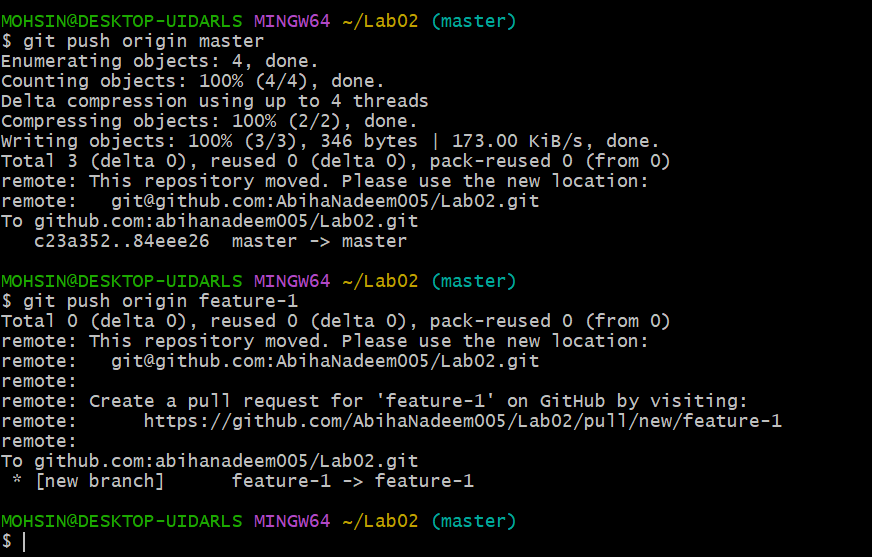 MOHSIN@DESKTOP-UIDARLS MINGW64 ~/Lab02 (master)
$ git push origin master
Enumerating objects: 4, done.
Counting objects: 100% (4/4), done.
Delta compression using up to 4 threads
Compressing objects: 100% (2/2), done.
Writing objects: 100% (3/3), 346 bytes | 173.00 KiB/s, done.
Total 3 (delta 0), reused 0 (delta 0), pack-reused 0 (from 0)
remote: This repository moved. Please use the new location:
remote:   git@github.com:AbihaNadeem005/Lab02.git
To github.com:abihanadeem005/Lab02.git
   c23a352..84eee26  master -> master

MOHSIN@DESKTOP-UIDARLS MINGW64 ~/Lab02 (master)
$ git push origin feature-1
Total 0 (delta 0), reused 0 (delta 0), pack-reused 0 (from 0)
remote: This repository moved. Please use the new location:
remote:   git@github.com:AbihaNadeem005/Lab02.git
remote:
remote: Create a pull request for 'feature-1' on GitHub by visiting:
remote:      https://github.com/AbihaNadeem005/Lab02/pull/new/feature-1
remote:
To github.com:abihanadeem005/Lab02.git
 * [new branch]      feature-1 -> feature-1

MOHSIN@DESKTOP-UIDARLS MINGW64 ~/Lab02 (master)
$